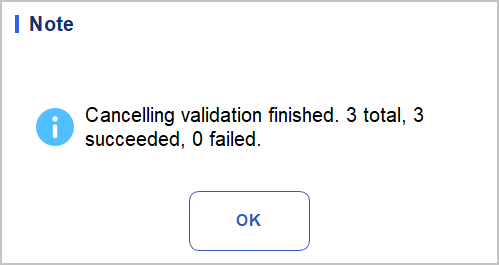 Note
Cancelling validation finished. 3 total, 3
succeeded, 0 failed.
OK